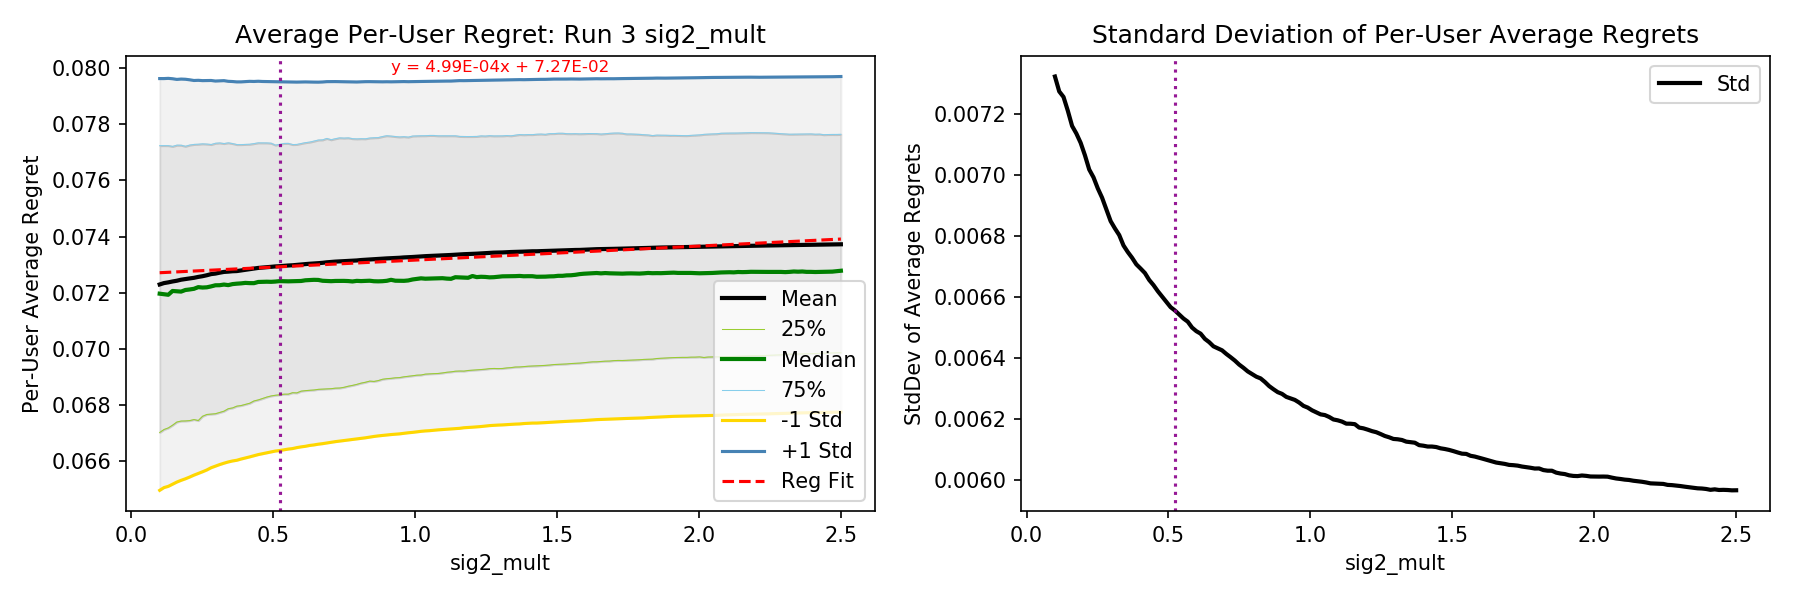 Average Per-User Regret: Run 3 sig2_mult
y = 4.99E-04x + 7.27E-02
Per-User Average Regret
0.080
0.078
0.076
0.074
0.072
0.070
0.068
0.066
0.0
0.5
1.0
1.5
2.0
2.5
sig2_mult
Mean
25%
Median
75%
-1 Std
+1 Std
Reg Fit
Standard Deviation of Per-User Average Regrets
StdDev of Average Regrets
0.0072
0.0070
0.0068
0.0066
0.0064
0.0062
0.0060
0.0
0.5
1.0
1.5
2.0
2.5
sig2_mult
Std